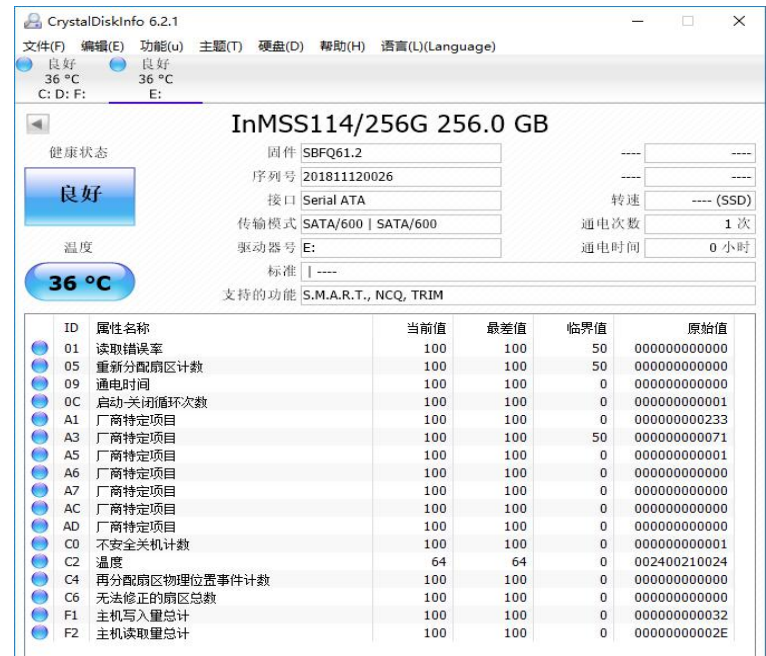 CrystalDiskInfo 6.2.1
文件(F) 编辑(E) 功能(u) 主题(T) 硬盘(D) 帮助(H) 语言(L)(Language)
良好 良好
36 °C 36 °C
C: D: F: E:
InMSS114/256G 256.0 GB
健康状态 固件 SBFQ61.2 ---- ----
良好 序列号 201811120026 ---- ----
接口 Serial ATA 转速 ---- (SSD)
传输模式 SATA/600 | SATA/600 通电次数 1 次
温度 驱动器号 E: 通电时间 0 小时
36 °C 标准 | ----
支持的功能 S.M.A.R.T., NCQ, TRIM
ID 属性名称 当前值 最差值 临界值 原始值
01 读取错误率 100 100 50 000000000000
05 重新分配扇区计数 100 100 50 000000000000
09 通电时间 100 100 0 000000000000
0C 启动-关闭循环次数 100 100 0 000000000001
A1 厂商特定项目 100 100 0 000000000233
A3 厂商特定项目 100 100 50 000000000071
A5 厂商特定项目 100 100 0 000000000001
A6 厂商特定项目 100 100 0 000000000000
A7 厂商特定项目 100 100 0 000000000000
AC 厂商特定项目 100 100 0 000000000000
AD 厂商特定项目 100 100 0 000000000000
C0 不安全关机计数 100 100 0 000000000001
C2 温度 64 64 0 002400210024
C4 再分配扇区物理位置事件计数 100 100 0 000000000000
C6 无法修正的扇区总数 100 100 0 000000000000
F1 主机写入量总计 100 100 0 000000000032
F2 主机读取量总计 100 100 0 00000000002E